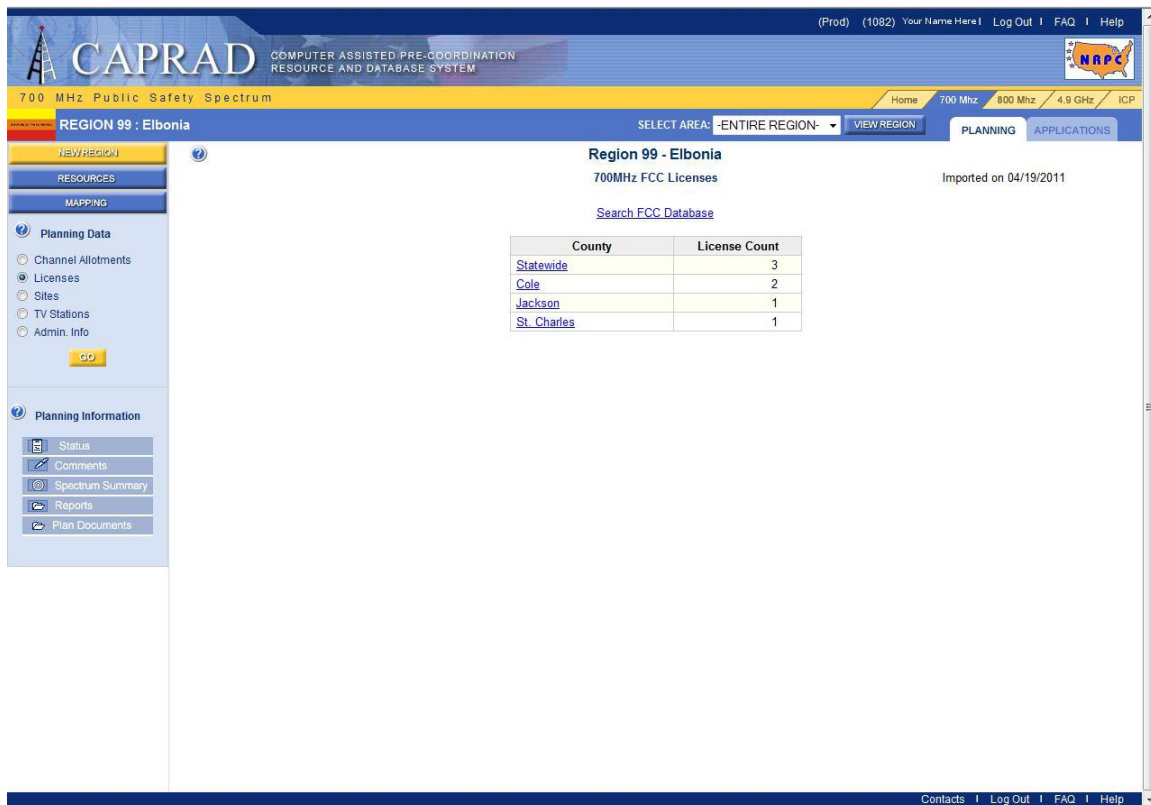 (Prod) (1082) Your Name Here I Log Out I FAQ I Help
CAPRAD COMPUTER ASSISTED PRE-COORDINATION
RESOURCE AND DATABASE SYSTEM
NRPC
700 MHz Public Safety Spectrum
Home 700 Mhz 800 Mhz 4.9 GHz ICP
REGION 99 : Elbonia
SELECT AREA: -ENTIRE REGION- VIEW REGION PLANNING APPLICATIONS
NEW REGION
RESOURCES
MAPPING
Planning Data
Channel Allotments
Licenses
Sites
TV Stations
Admin. Info
GO
Planning Information
Status
Comments
Spectrum Summary
Reports
Plan Documents
Region 99 - Elbonia
700MHz FCC Licenses
Imported on 04/19/2011
Search FCC Database
County License Count
Statewide 3
Cole 2
Jackson 1
St. Charles 1
Contacts I Log Out I FAQ I Help